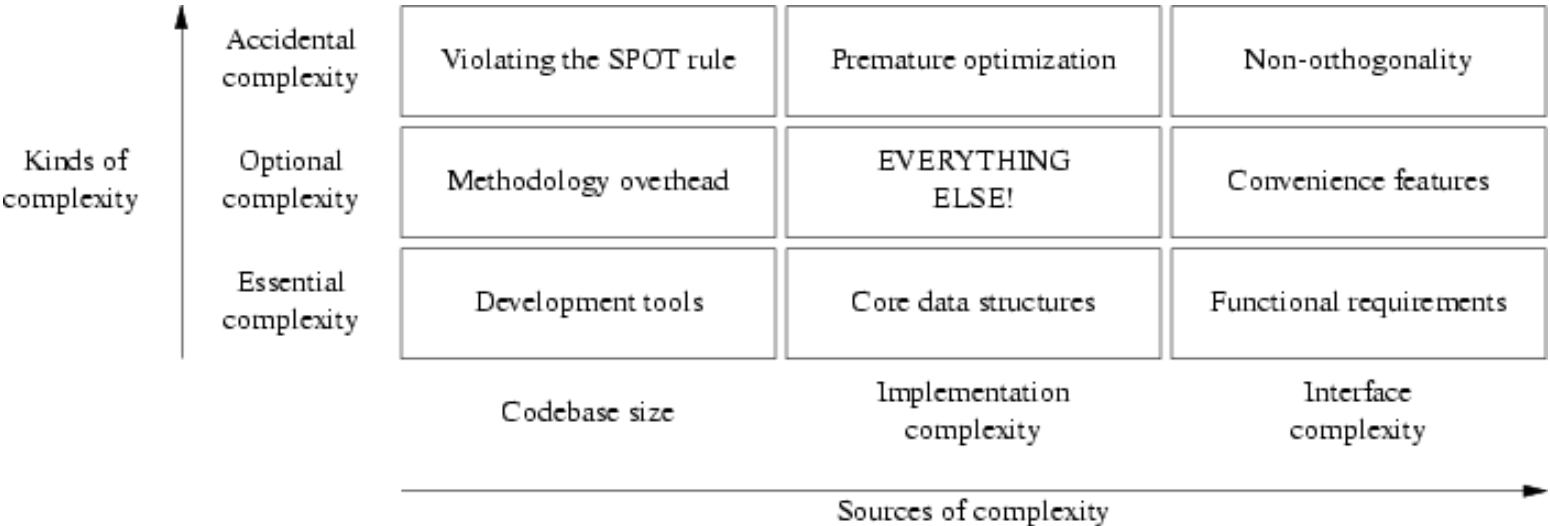 Kinds of
complexity
Accidental
complexity
Violating the SPOT rule
Premature optimization
Non-orthogonality
Optional
complexity
Methodology overhead
EVERYTHING
ELSE!
Convenience features
Essential
complexity
Development tools
Core data structures
Functional requirements
Codebase size
Implementation
complexity
Interface
complexity
Sources of complexity